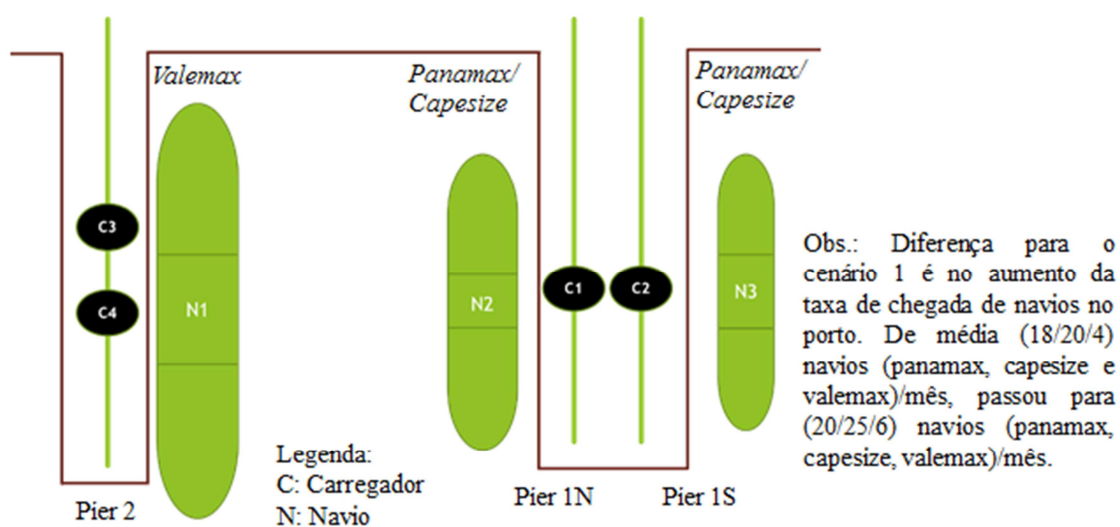 Valemax
Panamax/
Capesize
Panamax/
Capesize
C3
C4
N1
N2
C1
C2
N3
Obs.: Diferença para o
cenário 1 é no aumento da
taxa de chegada de navios no
porto. De média (18/20/4)
navios (panamax, capesize e
valemax)/mês, passou para
(20/25/6) navios (panamax,
capesize, valemax)/mês.
Legenda:
C: Carregador
N: Navio
Pier 2
Pier 1N
Pier 1S